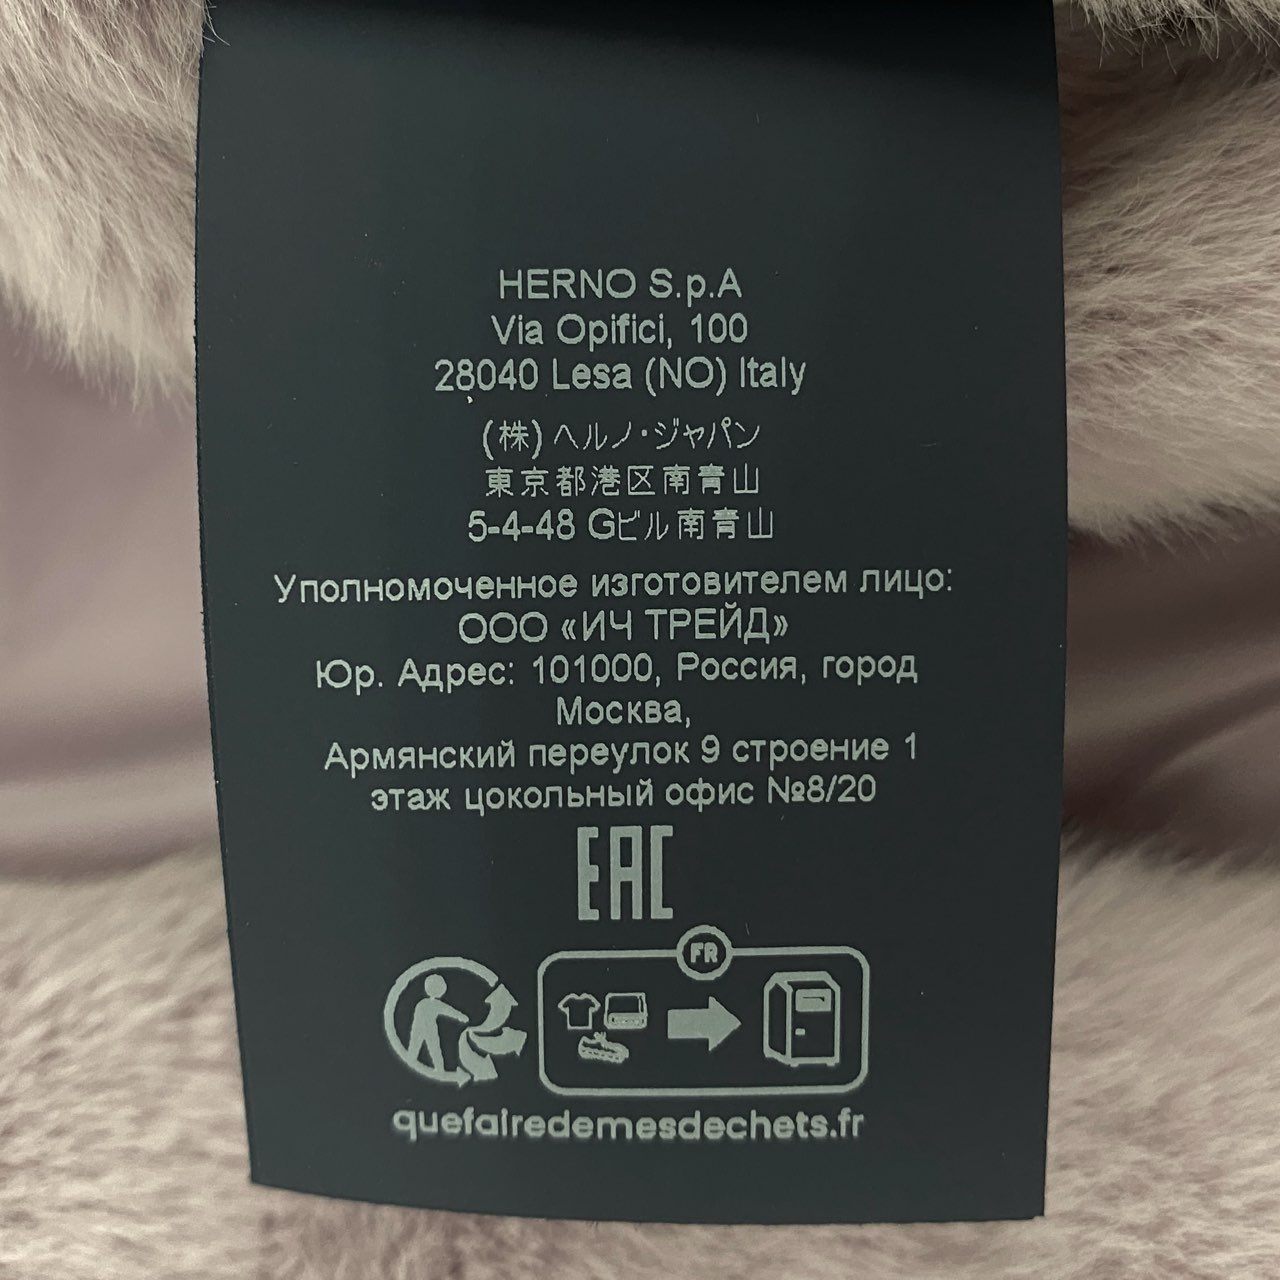 HERNO S.p.A
Via Opifici, 100
28040 Lesa (NO) Italy
(株)ヘルノ・ジャパン
東京都港区南青山
5-4-48 Gビル南青山
Уполномоченное изготовителем лицо:
ООО «ИЧ ТРЕЙД»
Юр. Адрес: 101000, Россия, город
Москва,
Армянский переулок 9 строение 1
этаж цокольный офис №8/20
EAC
FR
quefairedemesdechets.fr